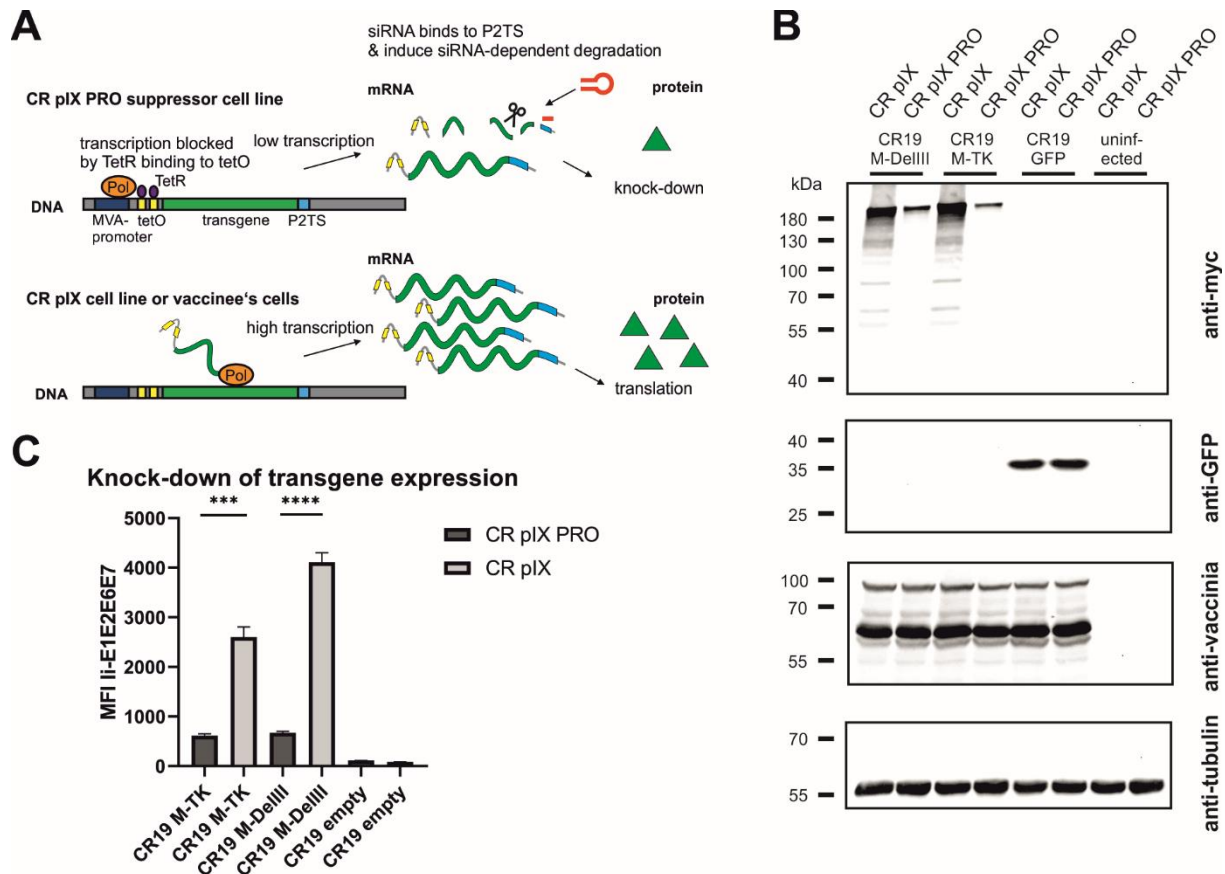 A
siRNA binds to P2TS
& induce siRNA-dependent degradation
CR pIX PRO suppressor cell line
mRNA
protein
transcription blocked
by TetR binding to tetO
low transcription
TetR
Pol
knock-down
DNA
MVA-
promoter
tetO
transgene
P2TS
mRNA
CR pIX cell line or vaccinee's cells
protein
high transcription
Pol
translation
DNA
B
CR pIX
CR pIX PRO
CR pIX
CR pIX PRO
CR pIX
CR pIX PRO
CR pIX
CR pIX PRO
CR19
M-DelIII
CR19
M-TK
CR19
GFP
uninf-
ected
kDa
180
130
100
70
55
40
anti-myc
40
35
25
anti-GFP
100
70
55
anti-vaccinia
70
55
anti-tubulin
C
Knock-down of transgene expression
*** ****
5000
4000
3000
2000
1000
0
MFI Ii-E1E2E6E7
CR pIX PRO
CR pIX
CR19 M-TK
CR19 M-TK
CR19 M-DelIII
CR19 M-DelIII
CR19 empty
CR19 empty